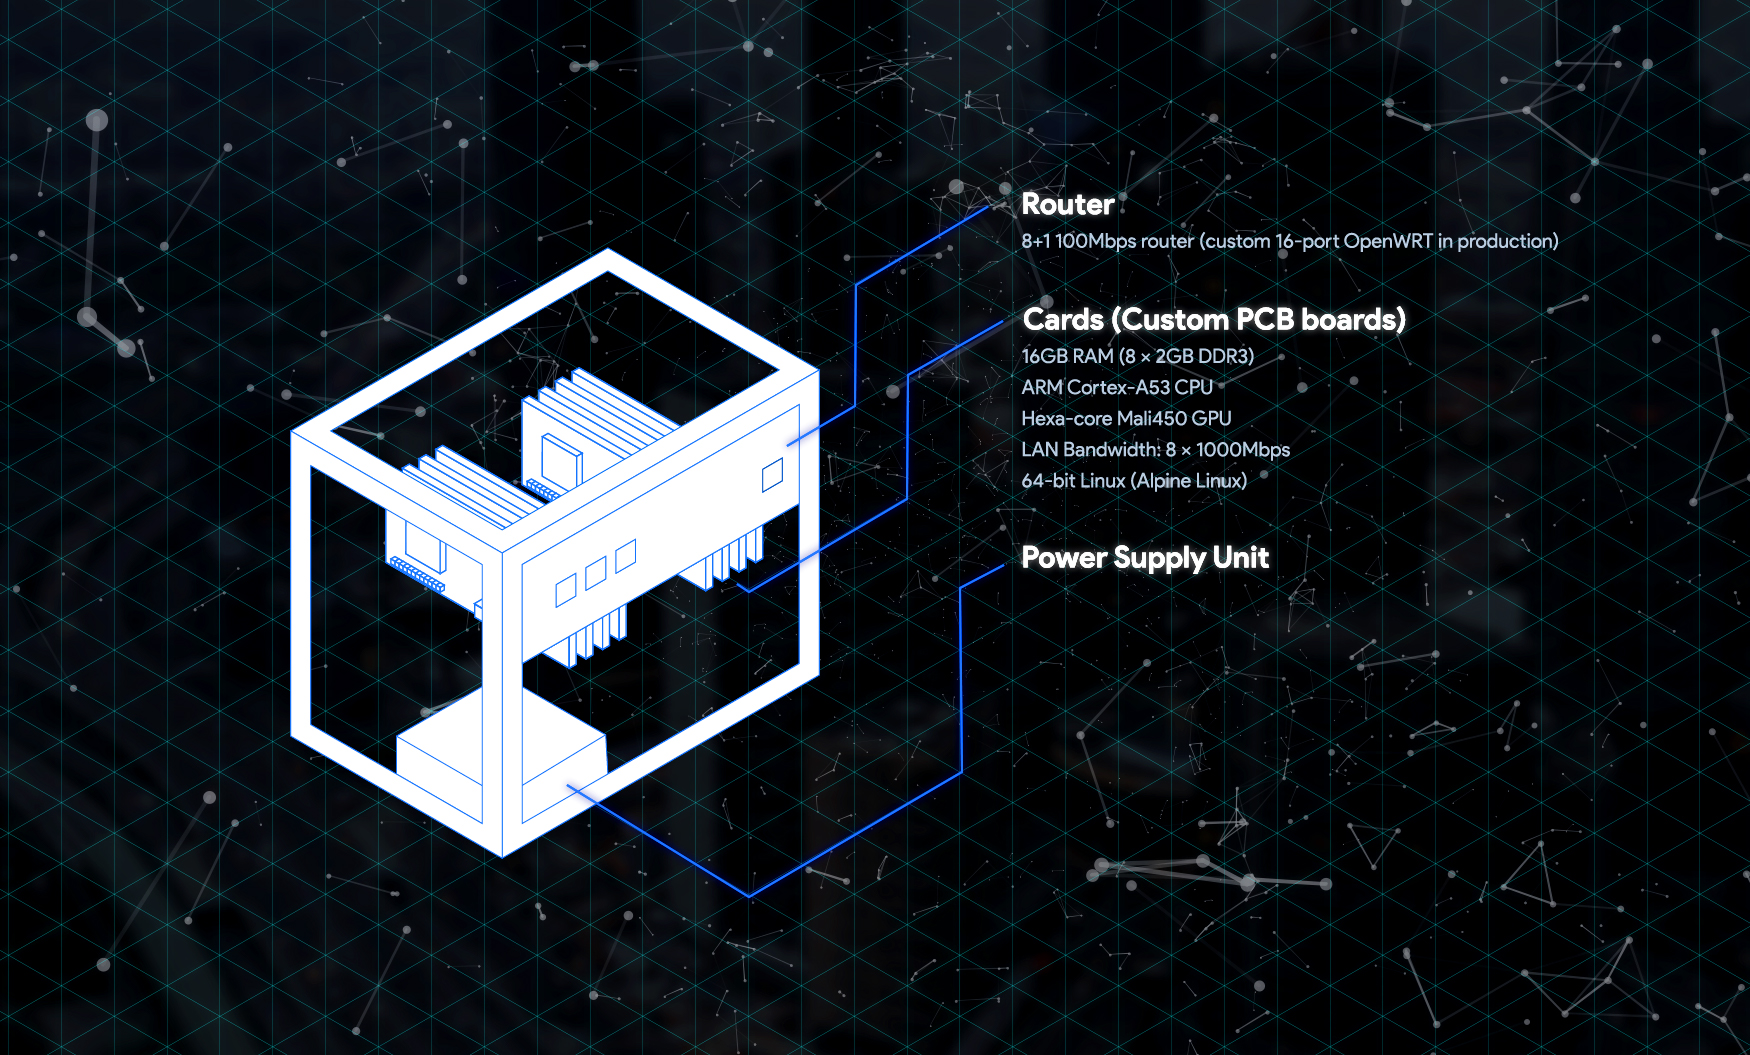 Router
8+1 100Mbps router (custom 16-port OpenWRT in production)
Cards (Custom PCB boards)
16GB RAM (8 × 2GB DDR3)
ARM Cortex-A53 CPU
Hexa-core Mali450 GPU
LAN Bandwidth: 8 × 1000Mbps
64-bit Linux (Alpine Linux)
Power Supply Unit